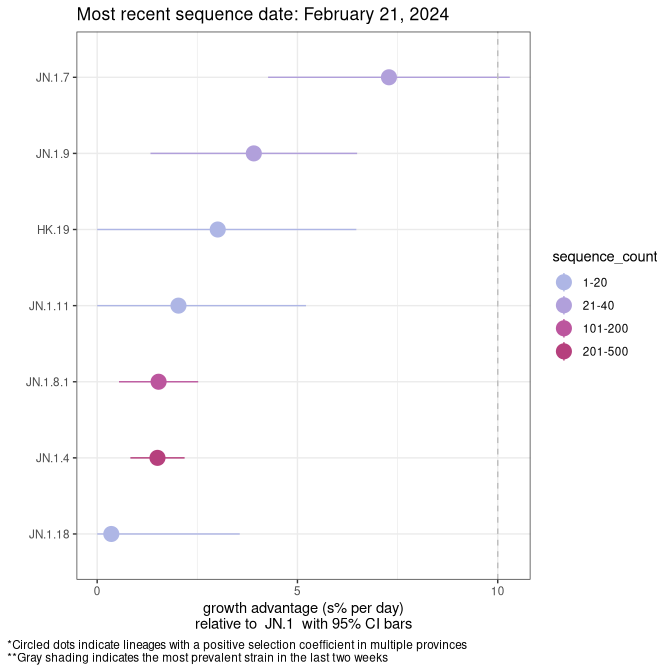 Most recent sequence date: February 21, 2024
JN.1.7
JN.1.9
HK.19
JN.1.11
JN.1.8.1
JN.1.4
JN.1.18
0
5
10
growth advantage (s% per day)
relative to JN.1 with 95% CI bars
sequence_count
1-20
21-40
101-200
201-500
*Circled dots indicate lineages with a positive selection coefficient in multiple provinces
**Gray shading indicates the most prevalent strain in the last two weeks